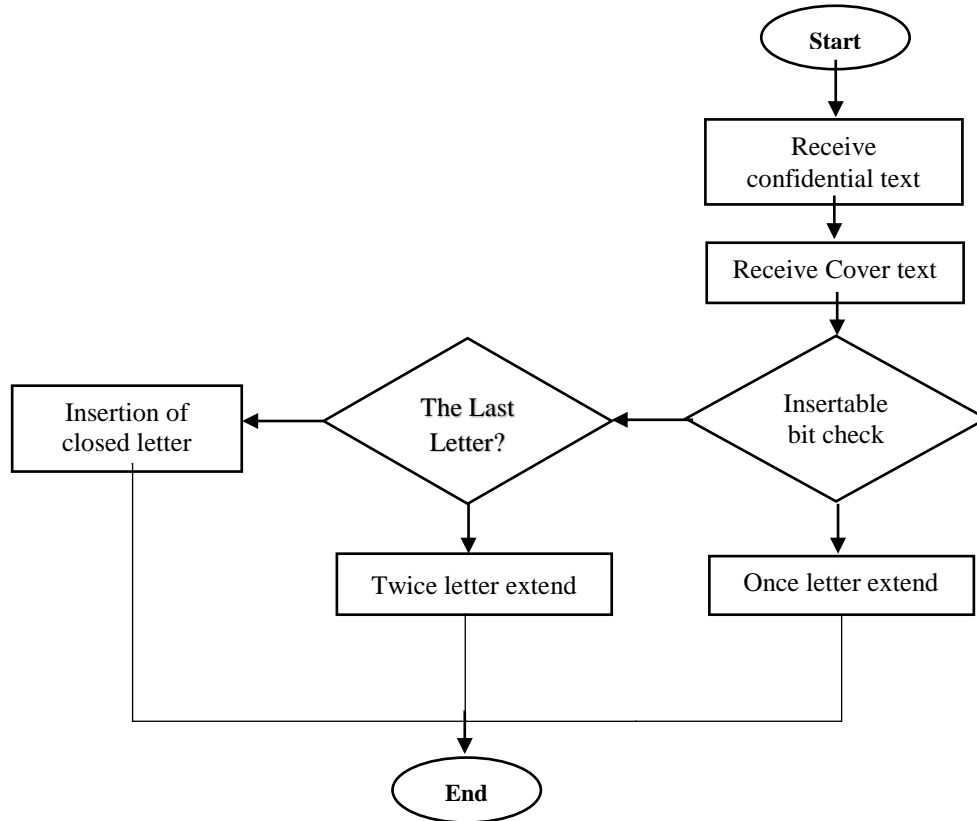 Start
Receive
confidential text
Receive Cover text
Insertable
bit check
The Last
Letter?
Insertion of
closed letter
Twice letter extend
Once letter extend
End